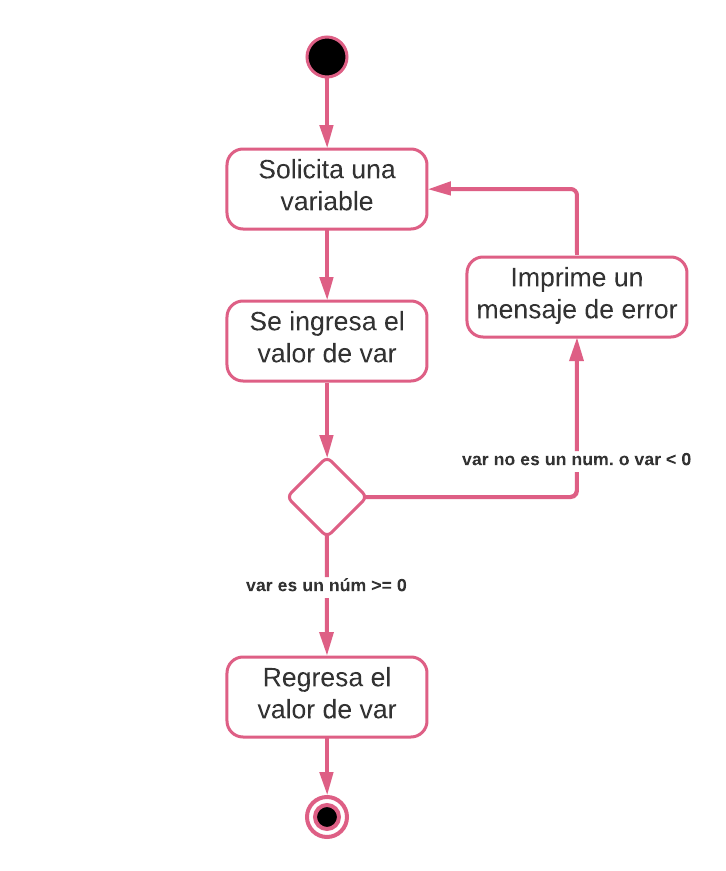 Solicita una
variable
Imprime un
mensaje de error
Se ingresa el
valor de var
var no es un num. o var < 0
var es un núm >= 0
Regresa el
valor de var